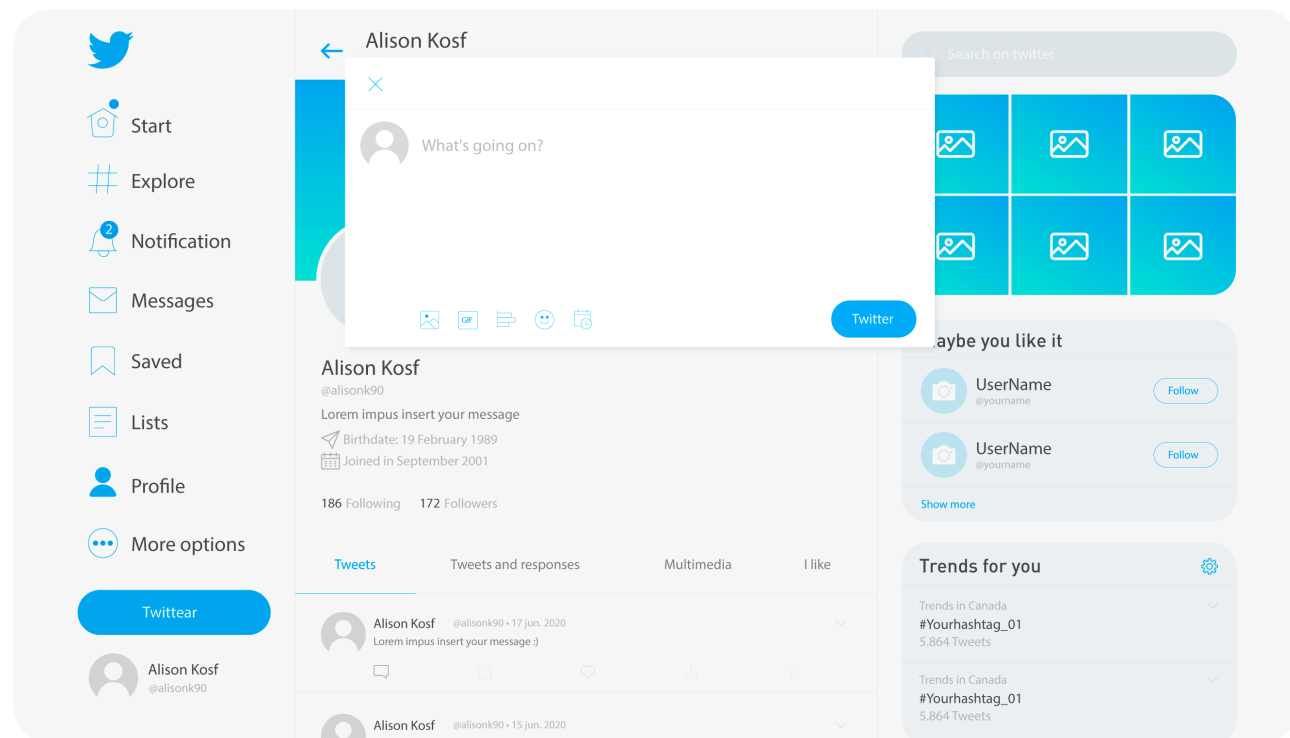 Start
Explore
2
Notification
Messages
Saved
Lists
Profile
More options
Twittear
Alison Kosf
@alisonk90
Alison Kosf
What's going on?
GIF
Twitter
Alison Kosf
@alisonk90
Lorem impus insert your message
Birthdate: 19 February 1989
Joined in September 2001
186 Following 172 Followers
Tweets Tweets and responses Multimedia I like
Alison Kosf @alisonk90 • 17 jun. 2020
Lorem impus insert your message :)
Alison Kosf @alisonk90 • 15 jun. 2020
Search on twitter
aybe you like it
UserName
@yourname
Follow
UserName
@yourname
Follow
Show more
Trends for you
Trends in Canada
#Yourhashtag_01
5.864 Tweets
Trends in Canada
#Yourhashtag_01
5.864 Tweets